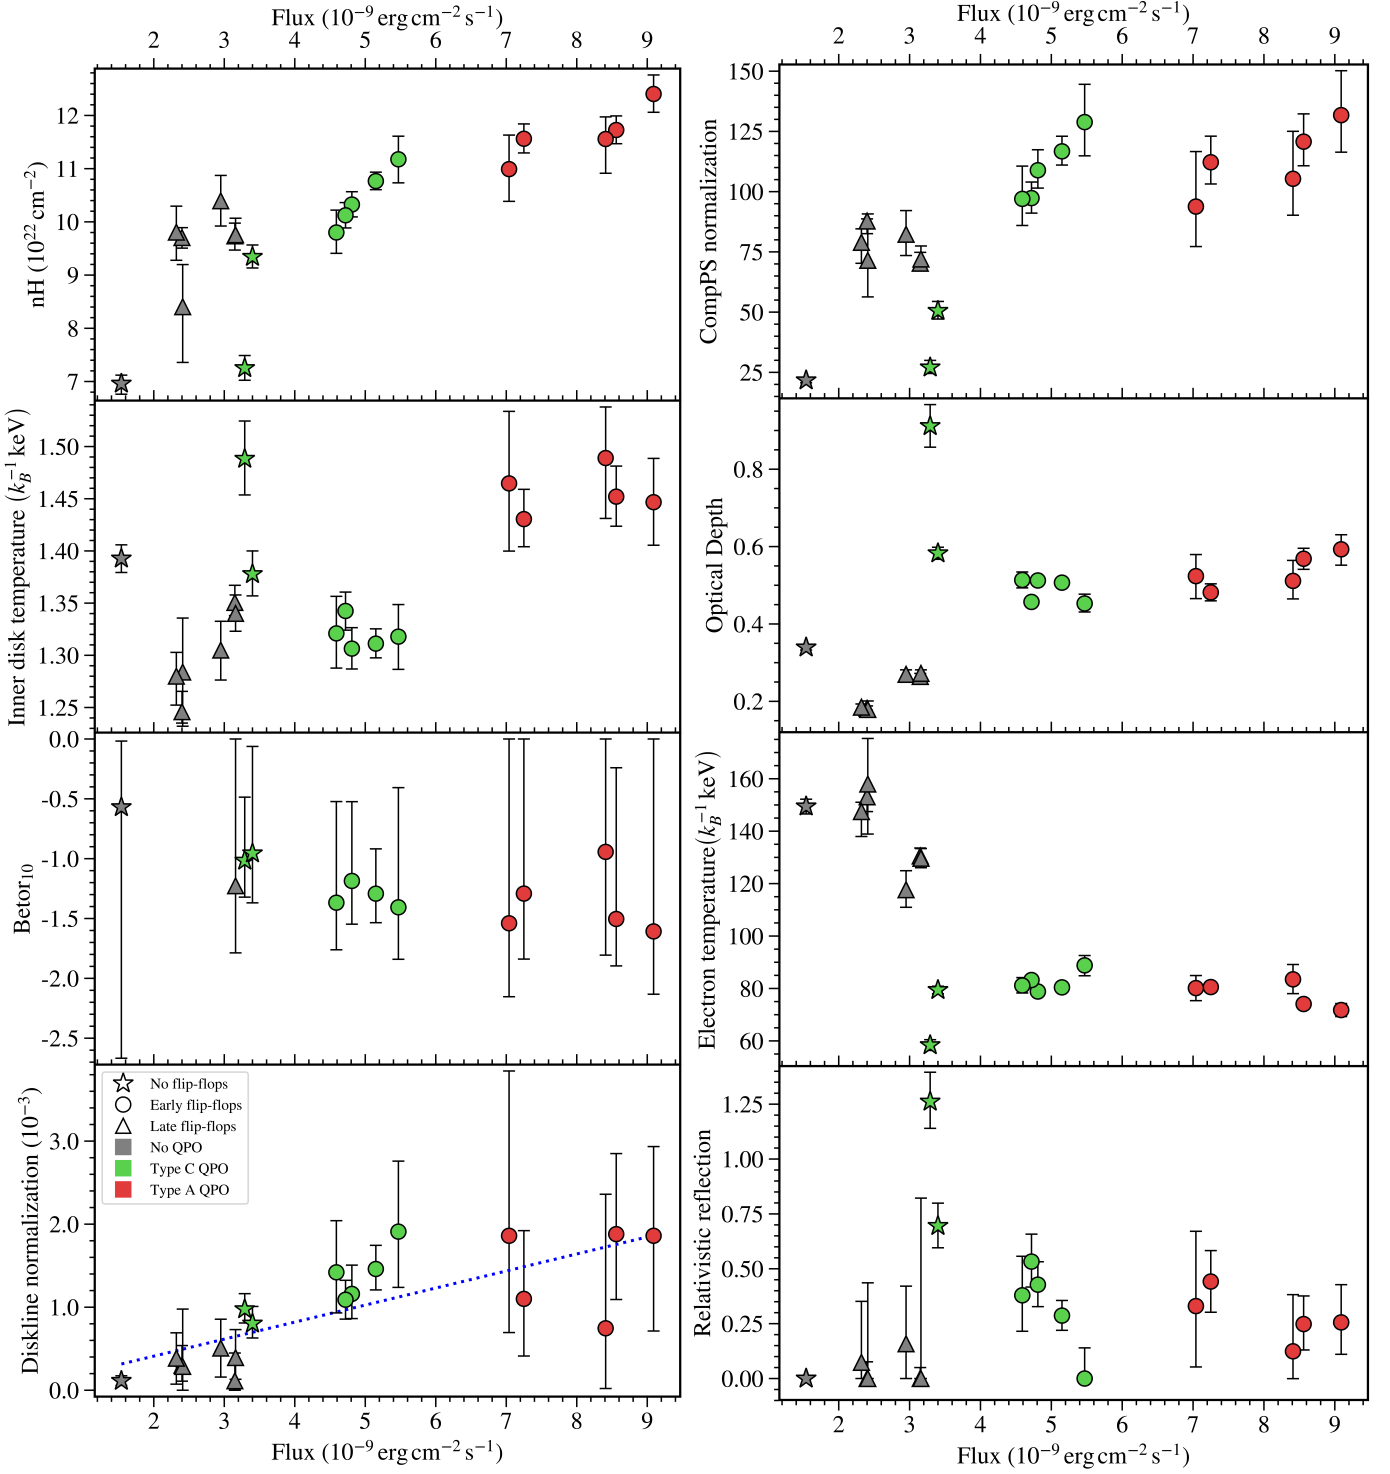 Flux (10⁻⁹ erg cm⁻² s⁻¹)
2 3 4 5 6 7 8 9
nH (10²² cm⁻²)
12
11
10
9
8
7
Inner disk temperature (k_B⁻¹ keV)
1.50
1.45
1.40
1.35
1.30
1.25
Betor₁₀
0.0
-0.5
-1.0
-1.5
-2.0
-2.5
Diskline normalization (10⁻³)
3.0
2.0
1.0
0.0
No flip-flops
Early flip-flops
Late flip-flops
No QPO
Type C QPO
Type A QPO
2 3 4 5 6 7 8 9
Flux (10⁻⁹ erg cm⁻² s⁻¹)
Flux (10⁻⁹ erg cm⁻² s⁻¹)
2 3 4 5 6 7 8 9
CompPS normalization
150
125
100
75
50
25
Optical Depth
0.8
0.6
0.4
0.2
Electron temperature(k_B⁻¹ keV)
160
140
120
100
80
60
Relativistic reflection
1.25
1.00
0.75
0.50
0.25
0.00
2 3 4 5 6 7 8 9
Flux (10⁻⁹ erg cm⁻² s⁻¹)